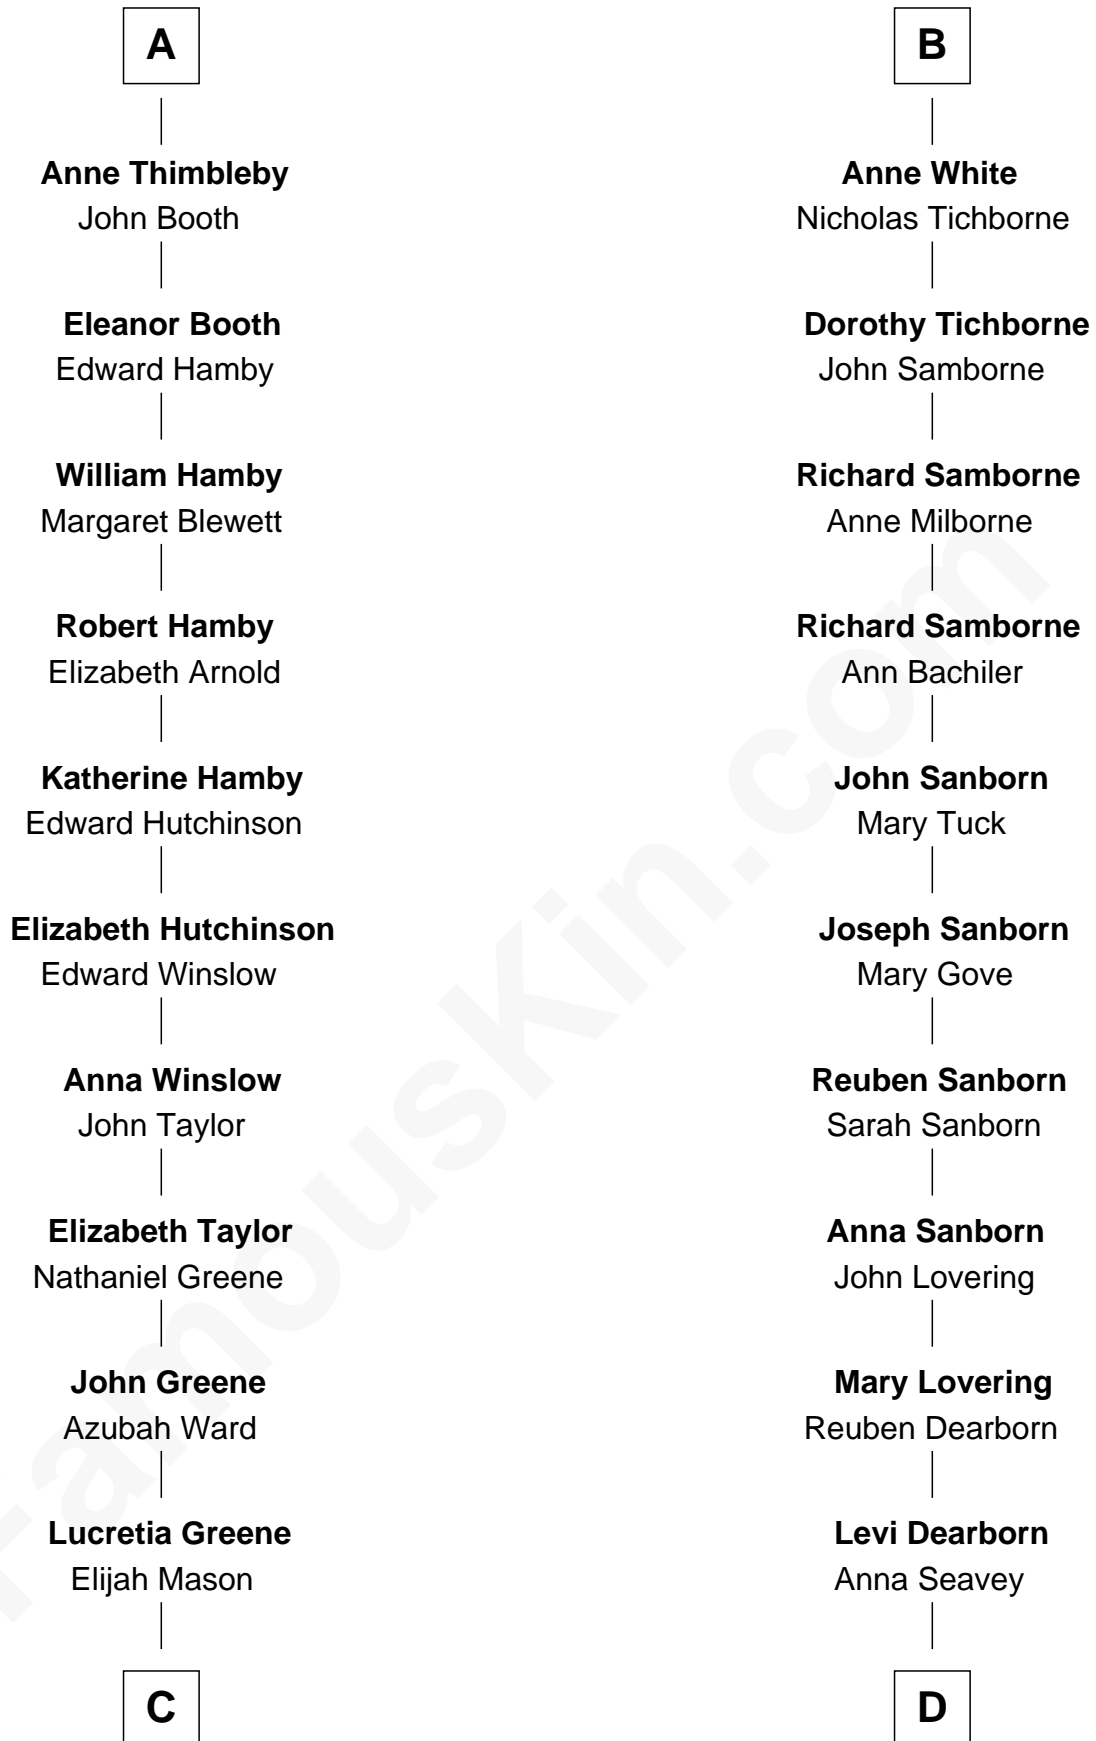 A
Anne Thimbleby
John Booth
Eleanor Booth
Edward Hamby
William Hamby
Margaret Blewett
Robert Hamby
Elizabeth Arnold
Katherine Hamby
Edward Hutchinson
Elizabeth Hutchinson
Edward Winslow
Anna Winslow
John Taylor
Elizabeth Taylor
Nathaniel Greene
John Greene
Azubah Ward
Lucretia Greene
Elijah Mason
C
B
Anne White
Nicholas Tichborne
Dorothy Tichborne
John Samborne
Richard Samborne
Anne Milborne
Richard Samborne
Ann Bachiler
John Sanborn
Mary Tuck
Joseph Sanborn
Mary Gove
Reuben Sanborn
Sarah Sanborn
Anna Sanborn
John Lovering
Mary Lovering
Reuben Dearborn
Levi Dearborn
Anna Seavey
D
FamousKin.com